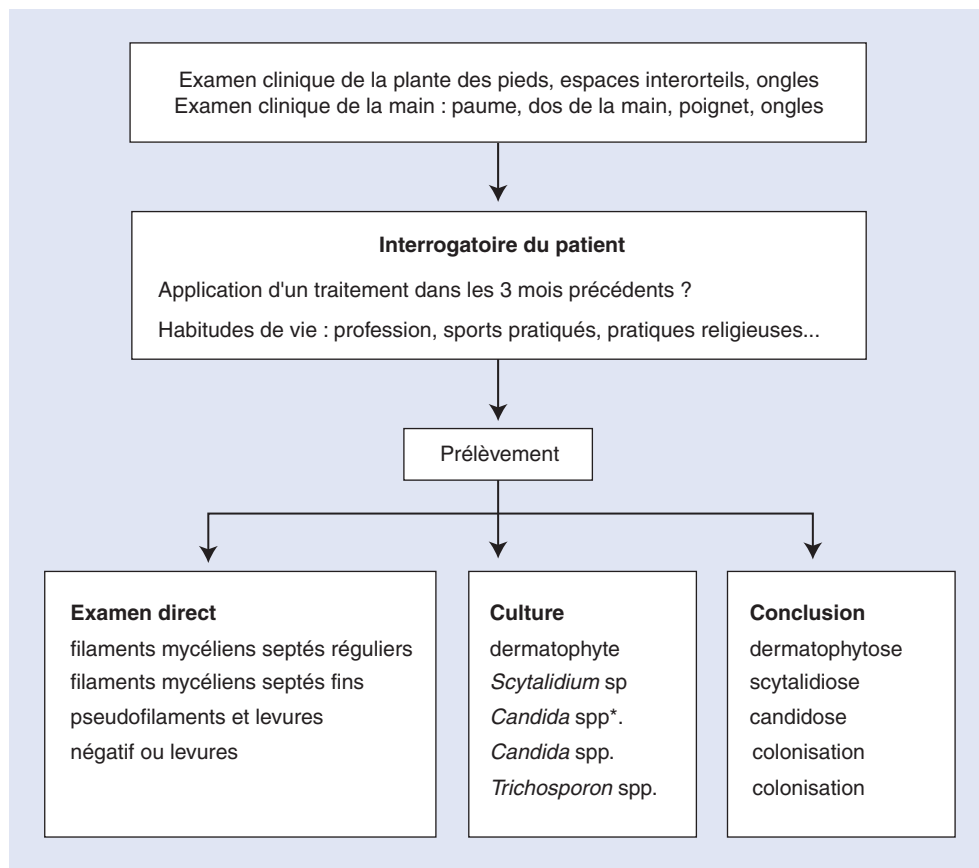 Examen clinique de la plante des pieds, espaces interorteils, ongles
Examen clinique de la main : paume, dos de la main, poignet, ongles
Interrogatoire du patient
Application d'un traitement dans les 3 mois précédents ?
Habitudes de vie : profession, sports pratiqués, pratiques religieuses...
Prélèvement
Examen direct
filaments mycéliens septés réguliers
filaments mycéliens septés fins
pseudofilaments et levures
négatif ou levures
Culture
dermatophyte
Scytalidium sp
Candida spp*.
Candida spp.
Trichosporon spp.
Conclusion
dermatophytose
scytalidiose
candidose
colonisation
colonisation